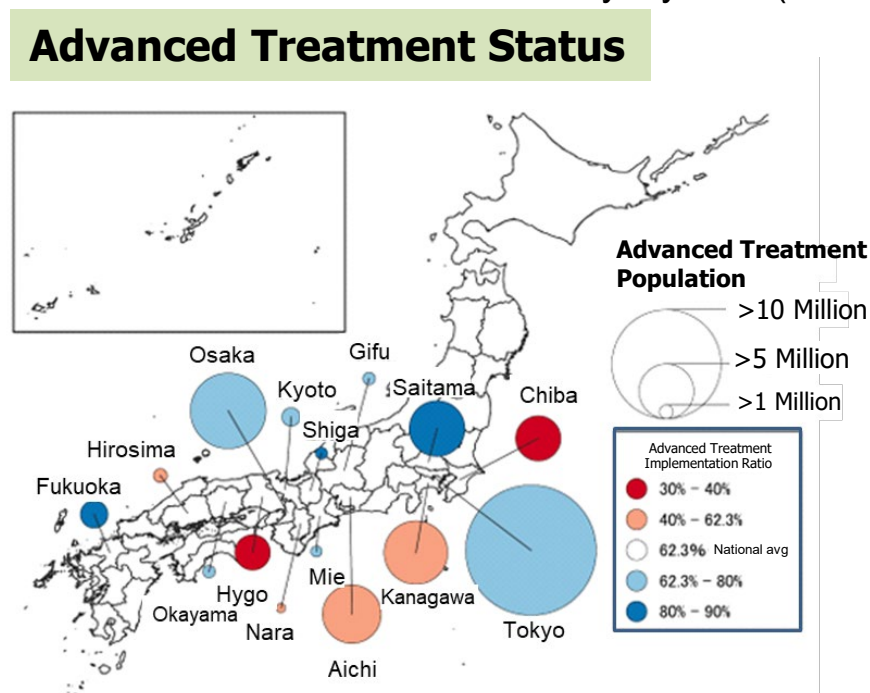 Advanced Treatment Status
Advanced Treatment
Population
>10 Million
>5 Million
>1 Million
Osaka
Gifu
Kyoto
Saitama
Chiba
Shiga
Hirosima
Fukuoka
Mie
Hygo
Kanagawa
Okayama
Nara
Tokyo
Aichi
Advanced Treatment
Implementation Ratio
30% – 40%
40% – 62.3%
62.3% National avg
62.3% – 80%
80% – 90%